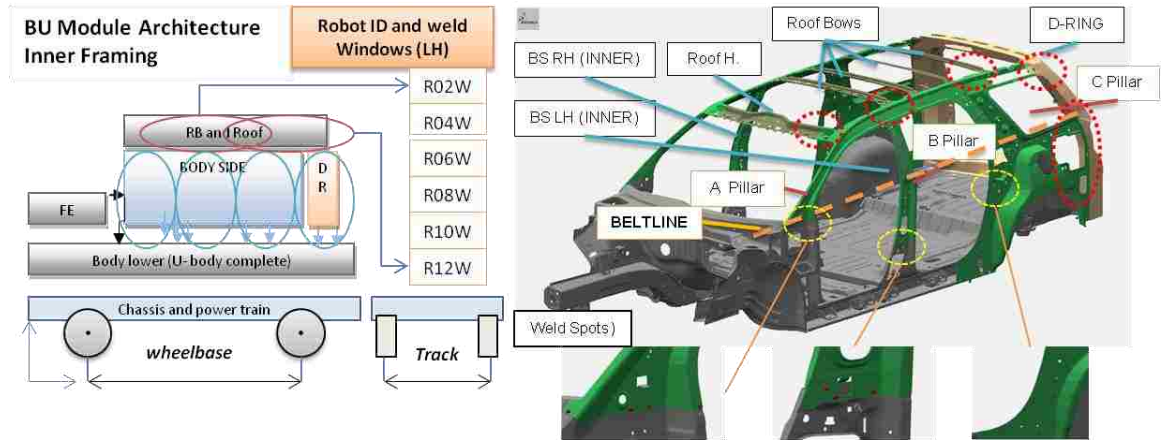 BU Module Architecture
Inner Framing
Robot ID and weld
Windows (LH)
R02W
R04W
R06W
R08W
R10W
R12W
RB and Roof
BODY SIDE
D
R
FE
Body lower (U- body complete)
Chassis and power train
wheelbase
Track
Roof Bows
D-RING
BS RH (INNER)
Roof H.
C Pillar
BS LH (INNER)
B Pillar
A Pillar
BELTLINE
Weld Spots)